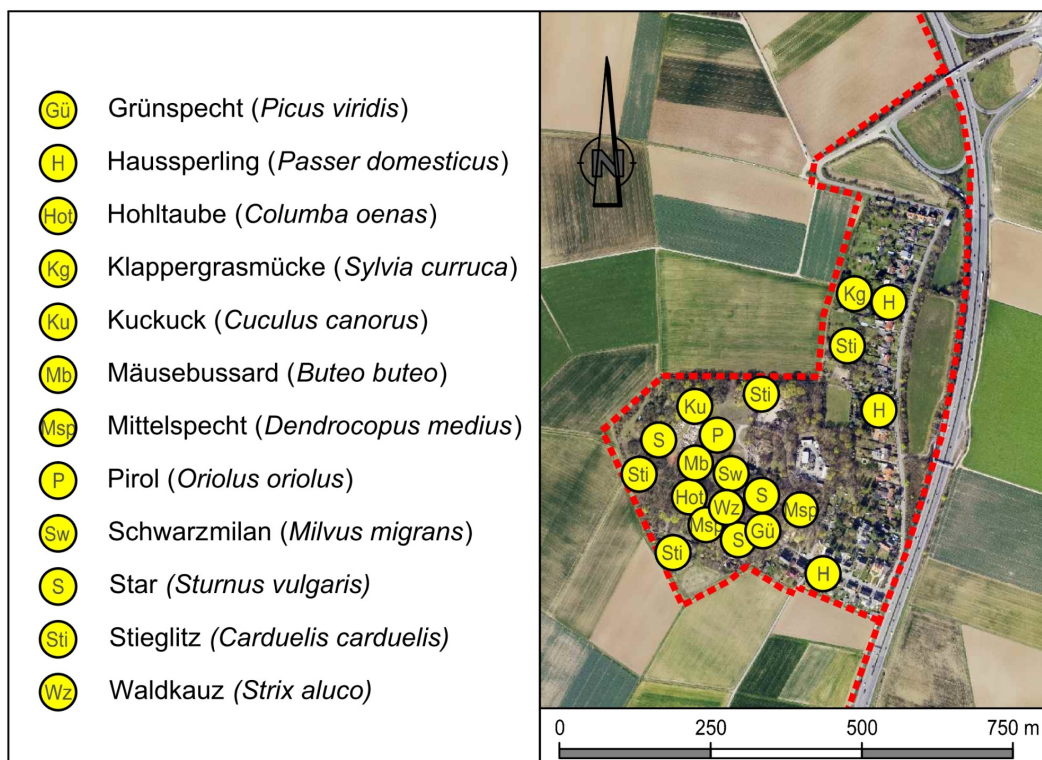 Gü Grünspecht (Picus viridis)
H Haussperling (Passer domesticus)
Hot Hohltaube (Columba oenas)
Kg Klappergrasmücke (Sylvia curruca)
Ku Kuckuck (Cuculus canorus)
Mb Mäusebussard (Buteo buteo)
Msp Mittelspecht (Dendrocopus medius)
P Pirol (Oriolus oriolus)
Sw Schwarzmilan (Milvus migrans)
S Star (Sturnus vulgaris)
Sti Stieglitz (Carduelis carduelis)
Wz Waldkauz (Strix aluco)
N
Kg H
Sti
Sti
Ku H
P
S
Mb
Sti Sw
Hot S
Wz Msp
Msp
S Gü
Sti
H
0 250 500 750 m